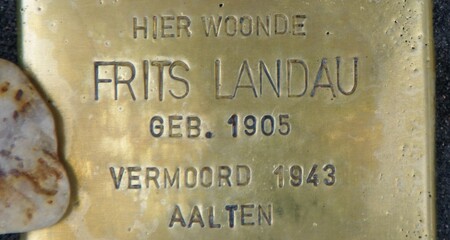 HIER WOONDE
FRITS LANDAU
GEB. 1905
VERMOORD 1943
AALTEN